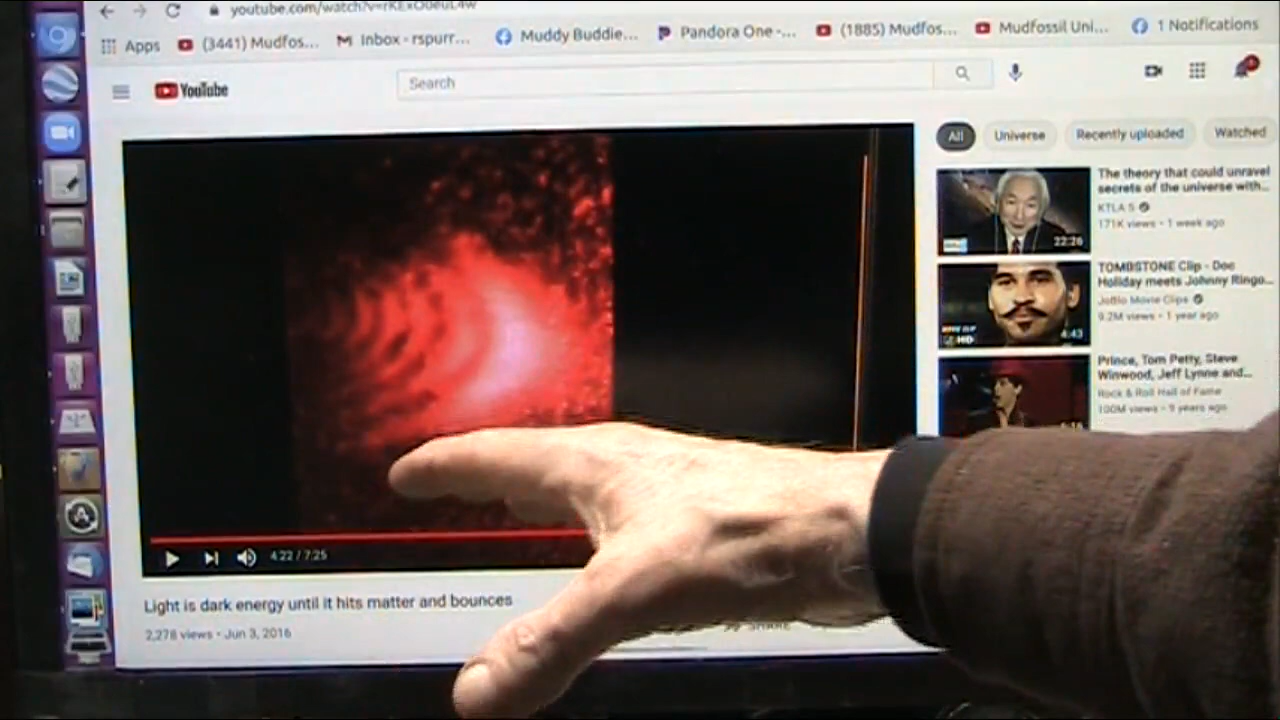 youtube.com/watch?v=rKExO0euL4w
Apps
(3441) Mudfos...
Inbox - rspurr...
Muddy Buddie...
Pandora One -...
(1885) Mudfos...
Mudfossil Uni...
1 Notifications
YouTube
Search
All
Universe
Recently uploaded
Watched
The theory that could unravel
secrets of the universe with...
KTLA 5
171K views • 1 week ago
22:26
TOMBSTONE Clip - Doc
Holiday meets Johnny Ringo...
JoBlo Movie Clips
9.2M views • 1 year ago
4:43
HD
Prince, Tom Petty, Steve
Winwood, Jeff Lynne and...
Rock & Roll Hall of Fame
100M views • 9 years ago
4:22 / 7:25
Light is dark energy until it hits matter and bounces
2,278 views • Jun 3, 2016
SHARE